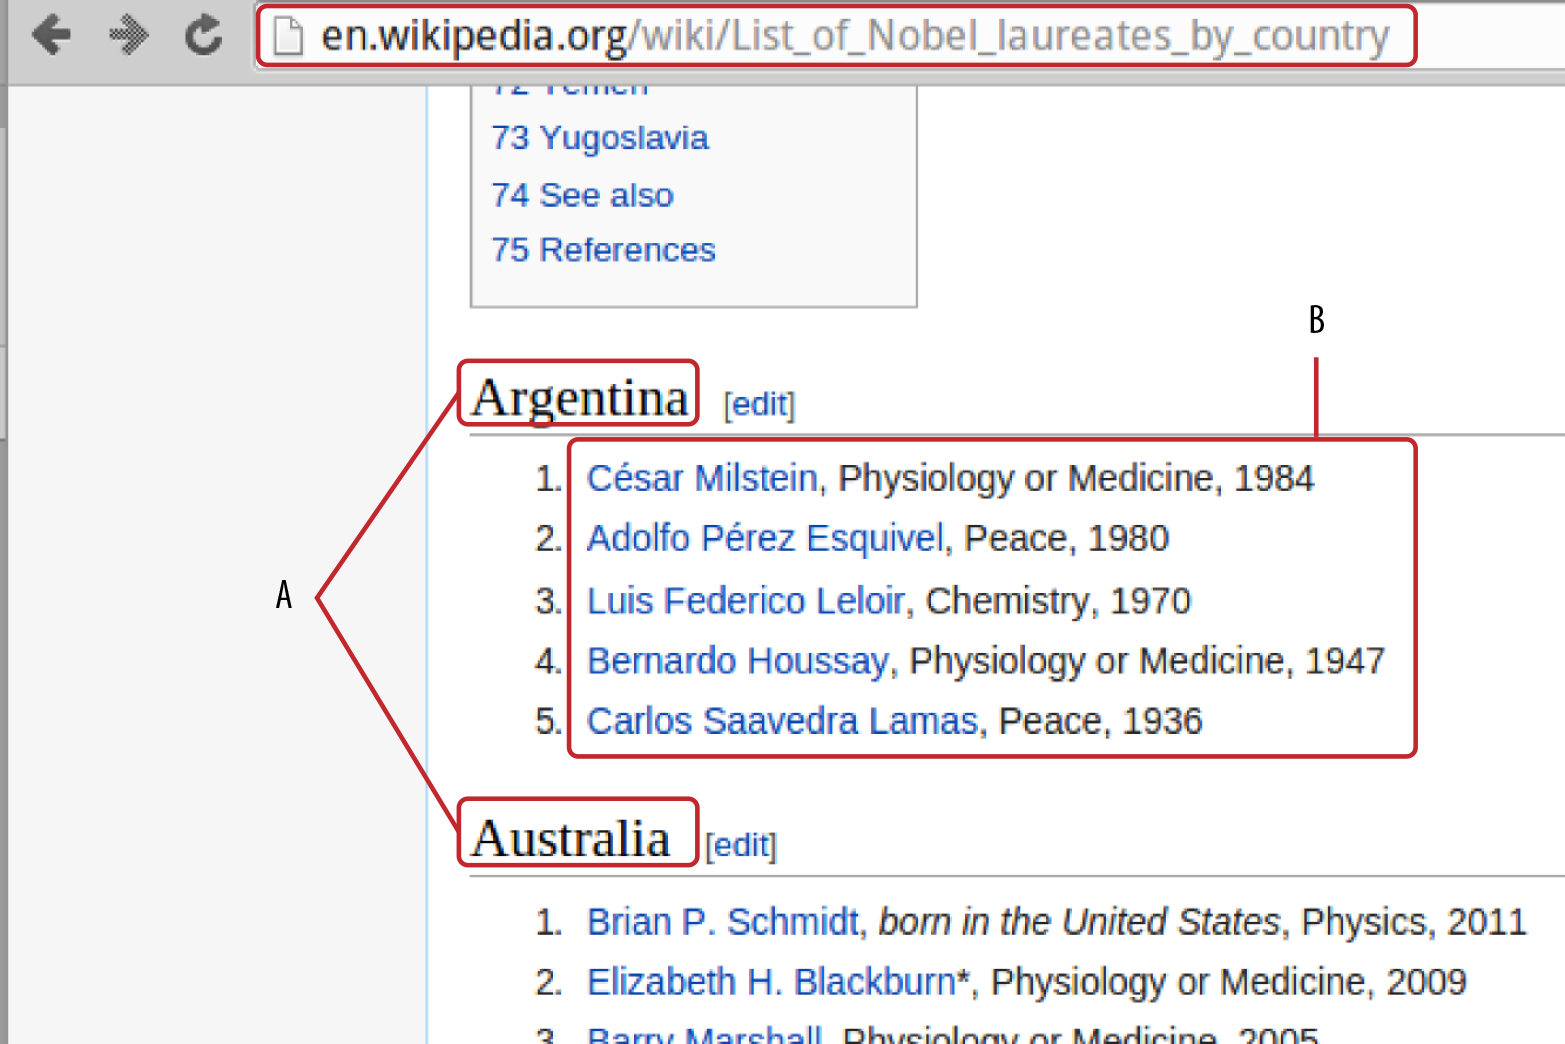 en.wikipedia.org/wiki/List_of_Nobel_laureates_by_country
72 Yemen
73 Yugoslavia
74 See also
75 References
B
Argentina [edit]
1. César Milstein, Physiology or Medicine, 1984
2. Adolfo Pérez Esquivel, Peace, 1980
A
3. Luis Federico Leloir, Chemistry, 1970
4. Bernardo Houssay, Physiology or Medicine, 1947
5. Carlos Saavedra Lamas, Peace, 1936
Australia [edit]
1. Brian P. Schmidt, born in the United States, Physics, 2011
2. Elizabeth H. Blackburn*, Physiology or Medicine, 2009
3. Barry Marshall, Physiology or Medicine, 2005